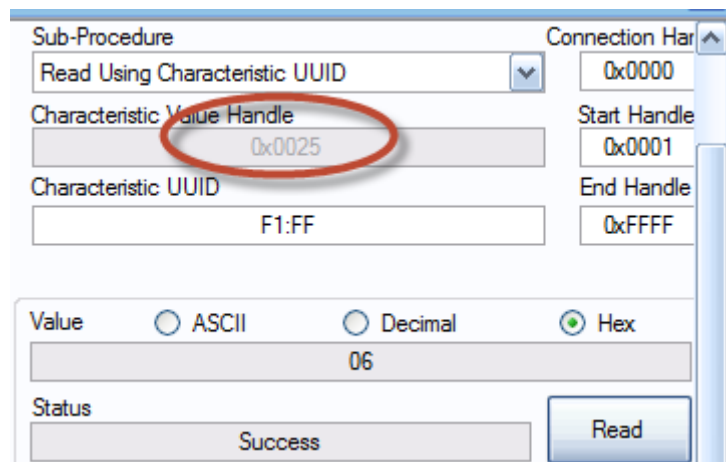 Sub-Procedure Connection Har
Read Using Characteristic UUID 0x0000
Characteristic Value Handle Start Handle
0x0025 0x0001
Characteristic UUID End Handle
F1:FF 0xFFFF
Value ASCII Decimal Hex
06
Status
Success Read